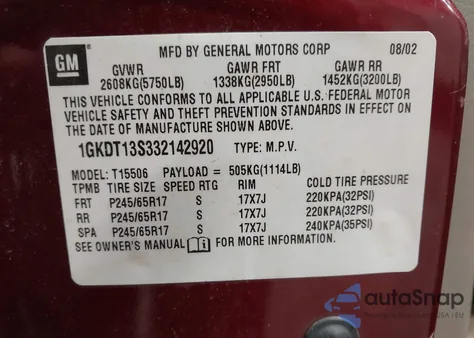 GM
MFD BY GENERAL MOTORS CORP 08/02
GVWR GAWR FRT GAWR RR
2608KG(5750LB) 1338KG(2950LB) 1452KG(3200LB)
THIS VEHICLE CONFORMS TO ALL APPLICABLE U.S. FEDERAL MOTOR
VEHICLE SAFETY AND THEFT PREVENTION STANDARDS IN EFFECT ON
THE DATE OF MANUFACTURE SHOWN ABOVE.
1GKDT13S332142920 TYPE: M.P.V.
MODEL: T15506 PAYLOAD = 505KG(1114LB)
TPMB TIRE SIZE SPEED RTG RIM COLD TIRE PRESSURE
FRT P245/65R17 S 17X7J 220KPA(32PSI)
RR P245/65R17 S 17X7J 220KPA(32PSI)
SPA P245/65R17 S 17X7J 240KPA(35PSI)
SEE OWNER'S MANUAL FOR MORE INFORMATION.
autoSnap